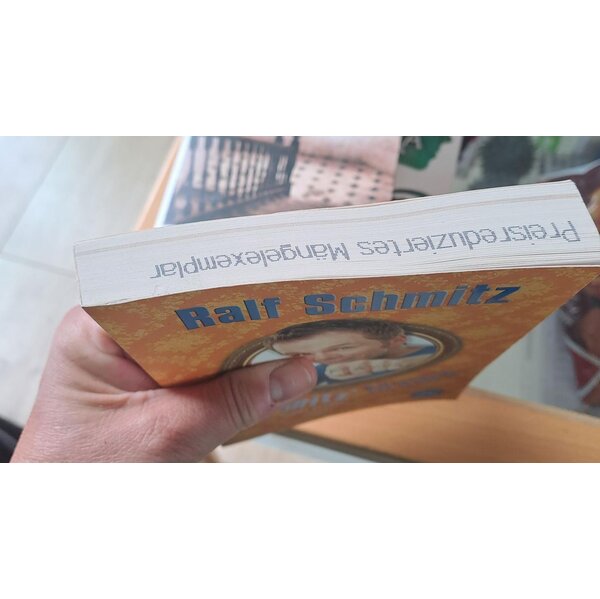 Preisreduziertes Mängelexemplar
Ralf Schmitz